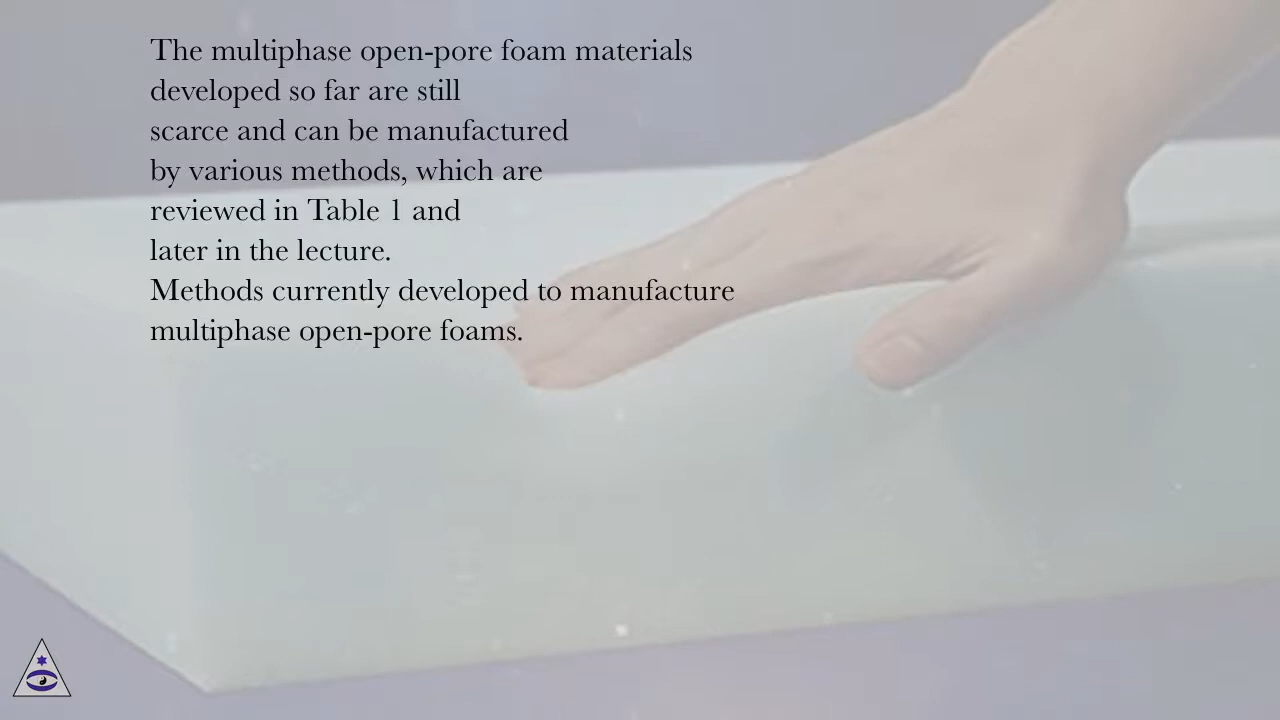 The multiphase open-pore foam materials
developed so far are still
scarce and can be manufactured
by various methods, which are
reviewed in Table 1 and
later in the lecture.
Methods currently developed to manufacture
multiphase open-pore foams.